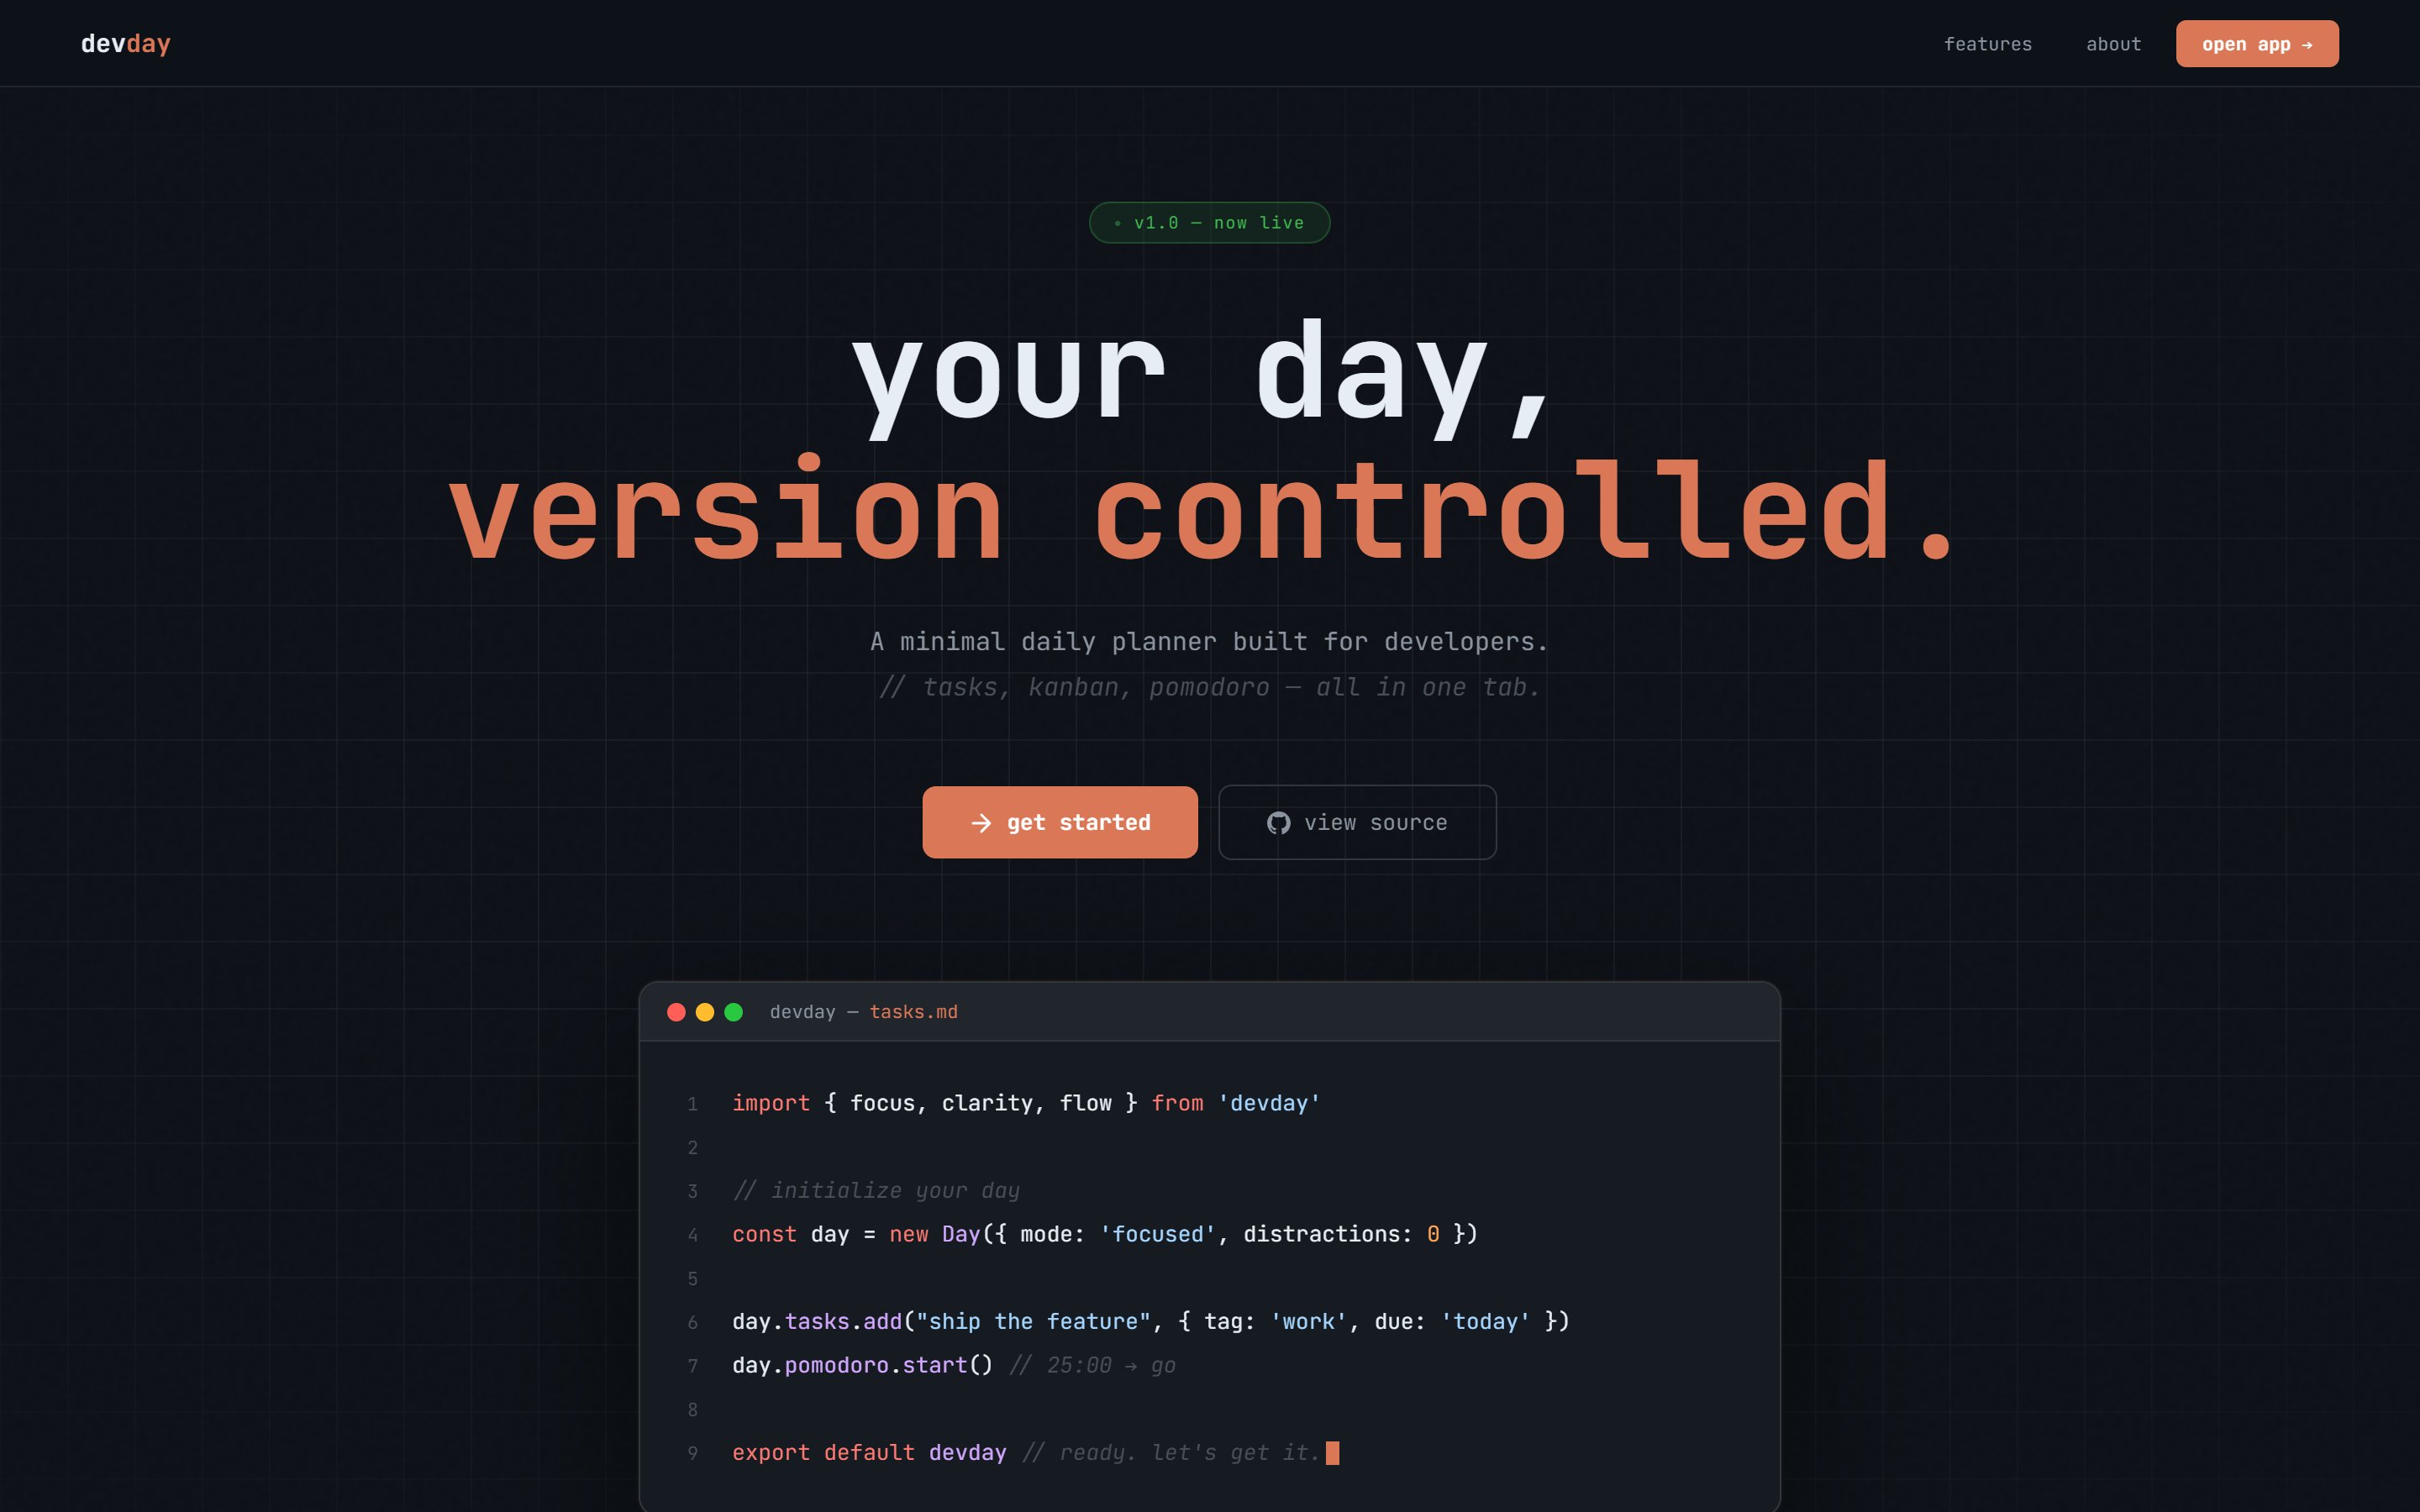 devday
features
about
open app →
• v1.0 — now live
your day,
version controlled.
A minimal daily planner built for developers.
// tasks, kanban, pomodoro — all in one tab.
→ get started
view source
devday — tasks.md
1 import { focus, clarity, flow } from 'devday'
2
3 // initialize your day
4 const day = new Day({ mode: 'focused', distractions: 0 })
5
6 day.tasks.add("ship the feature", { tag: 'work', due: 'today' })
7 day.pomodoro.start() // 25:00 → go
8
9 export default devday // ready. let's get it.